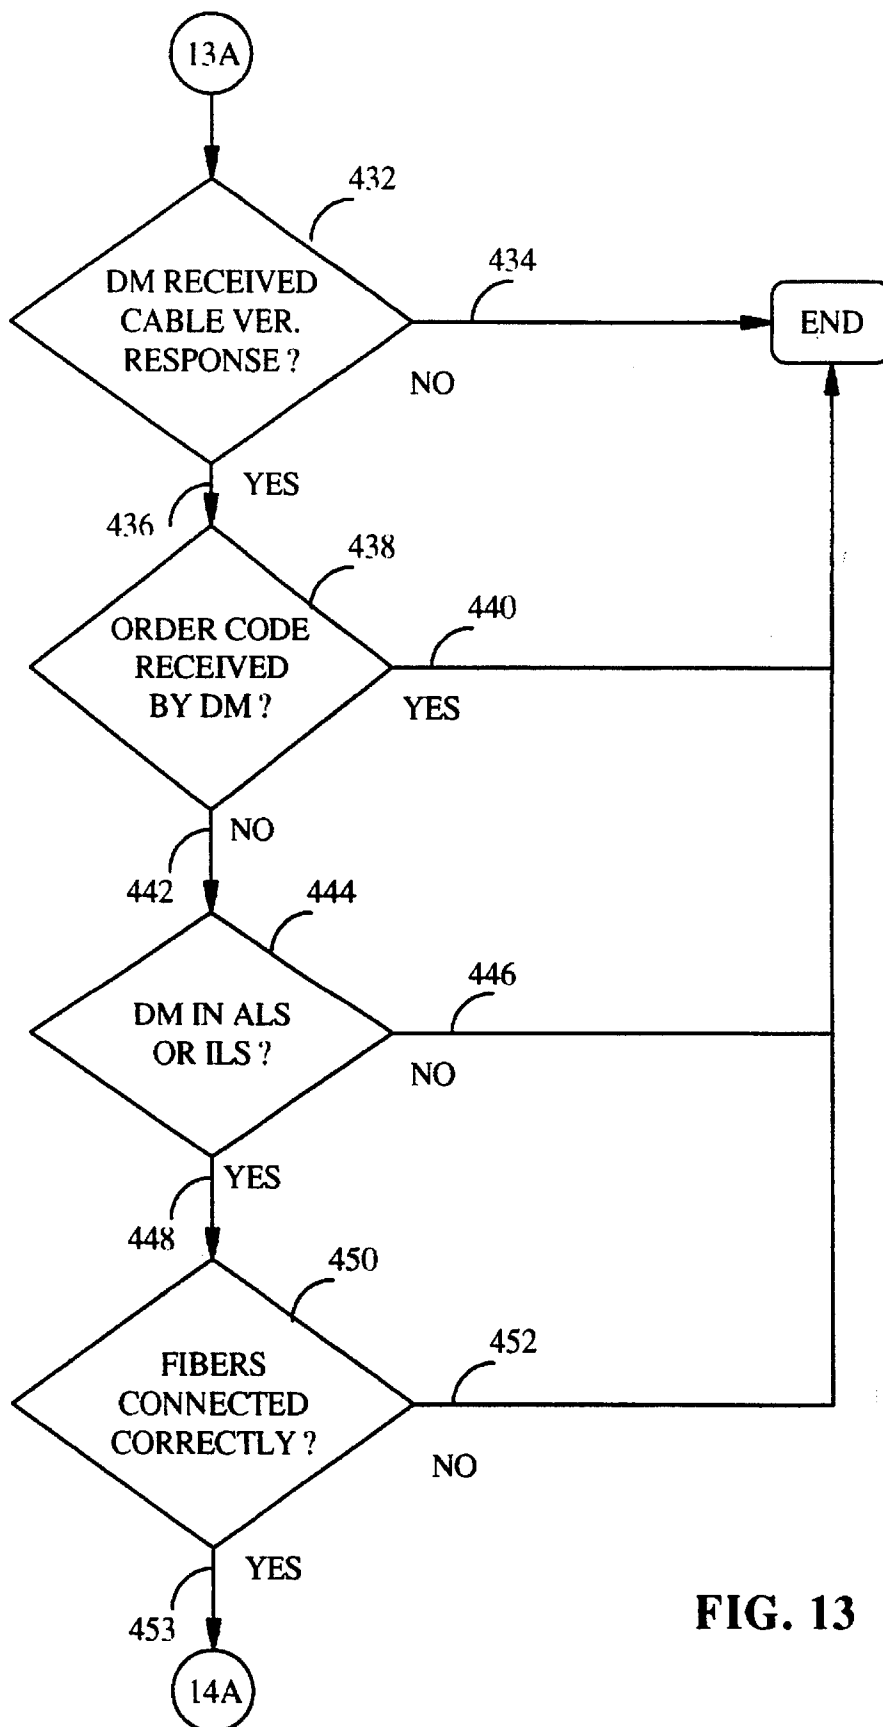 13A
432
DM RECEIVED
CABLE VER.
RESPONSE ?
434
END
NO
YES
436
438
ORDER CODE
RECEIVED
BY DM ?
440
YES
NO
442
444
DM IN ALS
OR ILS ?
446
NO
YES
448
450
FIBERS
CONNECTED
CORRECTLY ?
452
NO
YES
453
14A
FIG. 13